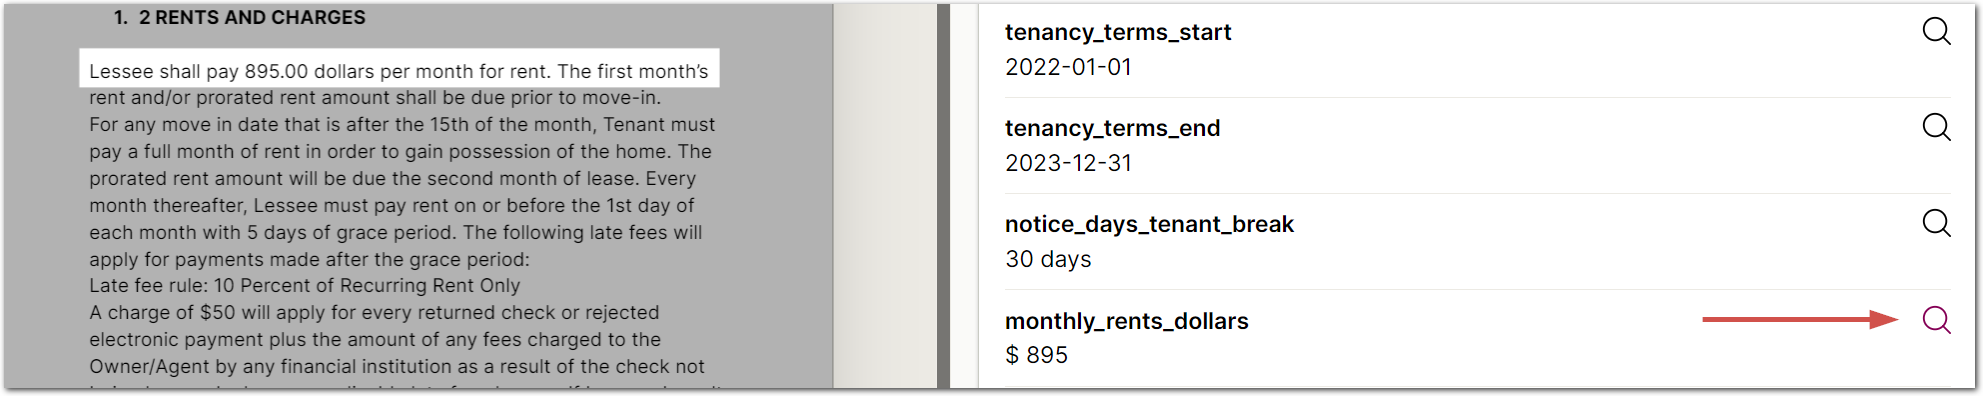 1. 2 RENTS AND CHARGES
Lessee shall pay 895.00 dollars per month for rent. The first month's
rent and/or prorated rent amount shall be due prior to move-in.
For any move in date that is after the 15th of the month, Tenant must
pay a full month of rent in order to gain possession of the home. The
prorated rent amount will be due the second month of lease. Every
month thereafter, Lessee must pay rent on or before the 1st day of
each month with 5 days of grace period. The following late fees will
apply for payments made after the grace period:
Late fee rule: 10 Percent of Recurring Rent Only
A charge of $50 will apply for every returned check or rejected
electronic payment plus the amount of any fees charged to the
Owner/Agent by any financial institution as a result of the check not
tenancy_terms_start
2022-01-01
tenancy_terms_end
2023-12-31
notice_days_tenant_break
30 days
monthly_rents_dollars
$ 895